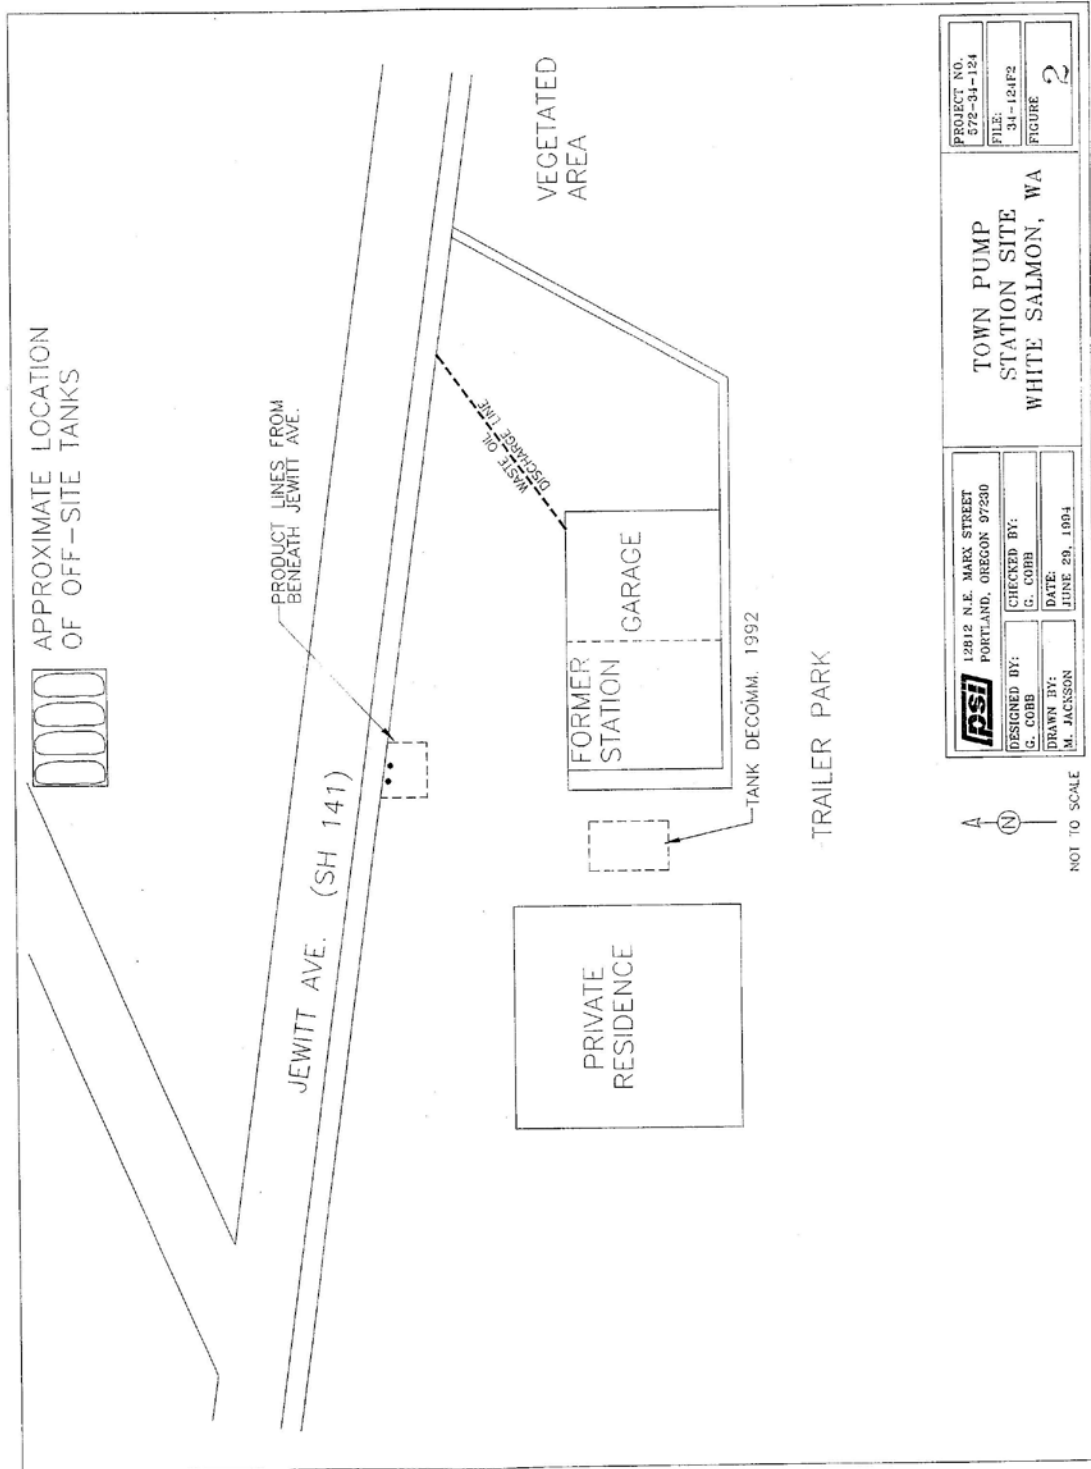 APPROXIMATE LOCATION
OF OFF-SITE TANKS
PRODUCT LINES FROM
BENEATH JEWITT AVE.
JEWITT AVE. (SH 141)
VEGETATED
AREA
WASTE OIL
DISCHARGE LINE
FORMER
STATION
GARAGE
PRIVATE
RESIDENCE
TANK DECOMM. 1992
TRAILER PARK
N
NOT TO SCALE
psi
12812 N.E. MARX STREET
PORTLAND, OREGON 97230
DESIGNED BY:
G. COBB
CHECKED BY:
G. COBB
DRAWN BY:
M. JACKSON
DATE:
JUNE 29, 1994
TOWN PUMP
STATION SITE
WHITE SALMON, WA
PROJECT NO.
572-34-124
FILE:
34-124F2
FIGURE
2